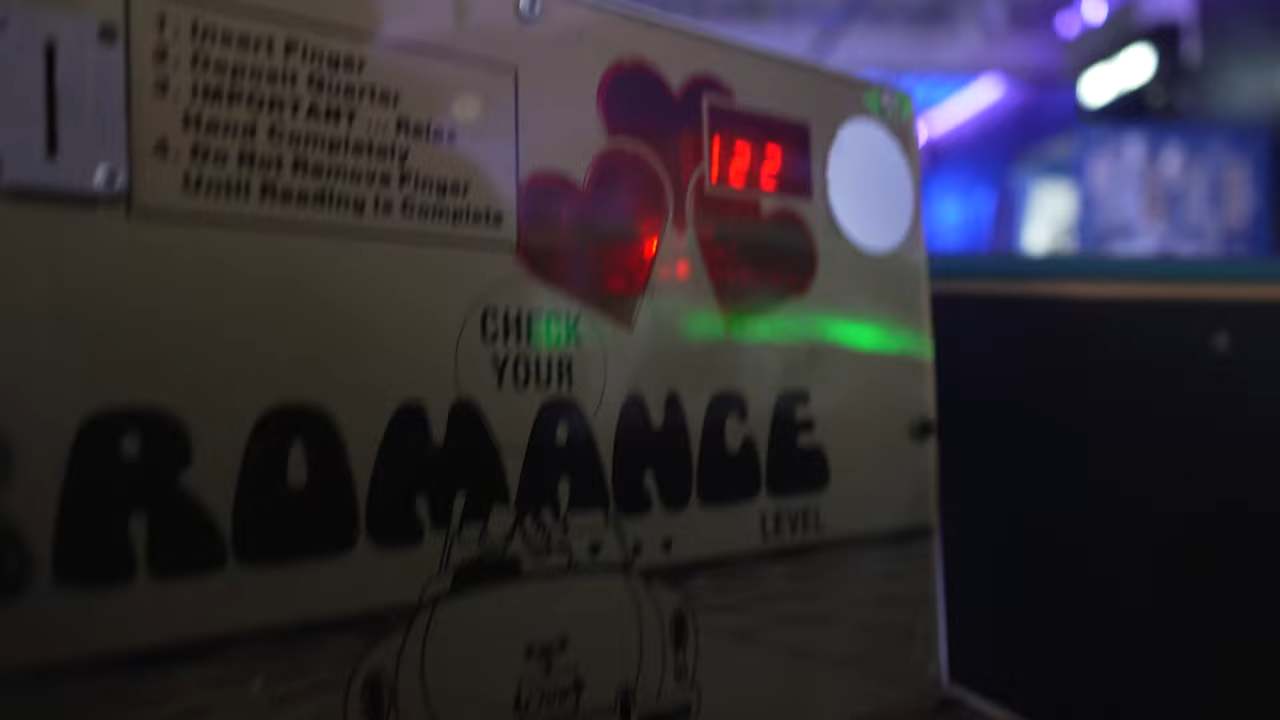 1. Insert Finger
2. Deposit Quarter
3. IMPORTANT ... Relax
Hand Completely
4. Do Not Remove Finger
Until Reading Is Complete
122
CHECK
YOUR
ROMANCE
LEVEL